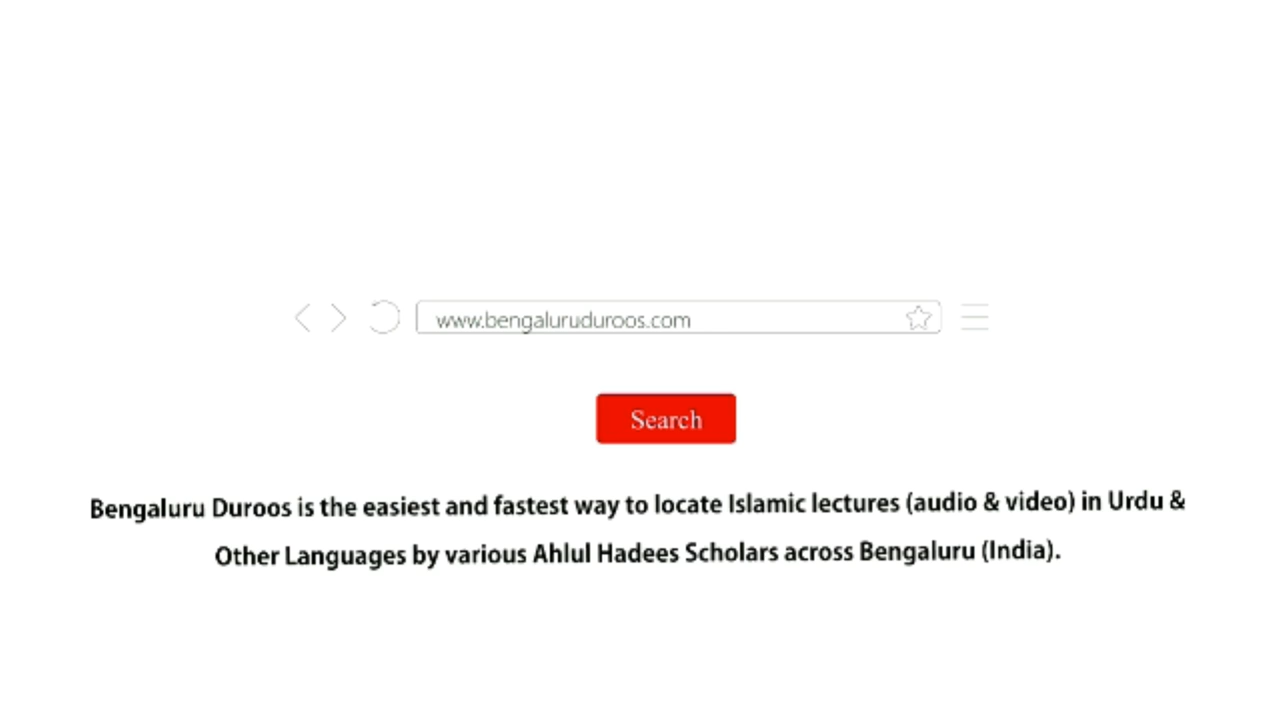 www.bengaluruduroos.com
Search
Bengaluru Duroos is the easiest and fastest way to locate Islamic lectures (audio & video) in Urdu &
Other Languages by various Ahlul Hadees Scholars across Bengaluru (India).